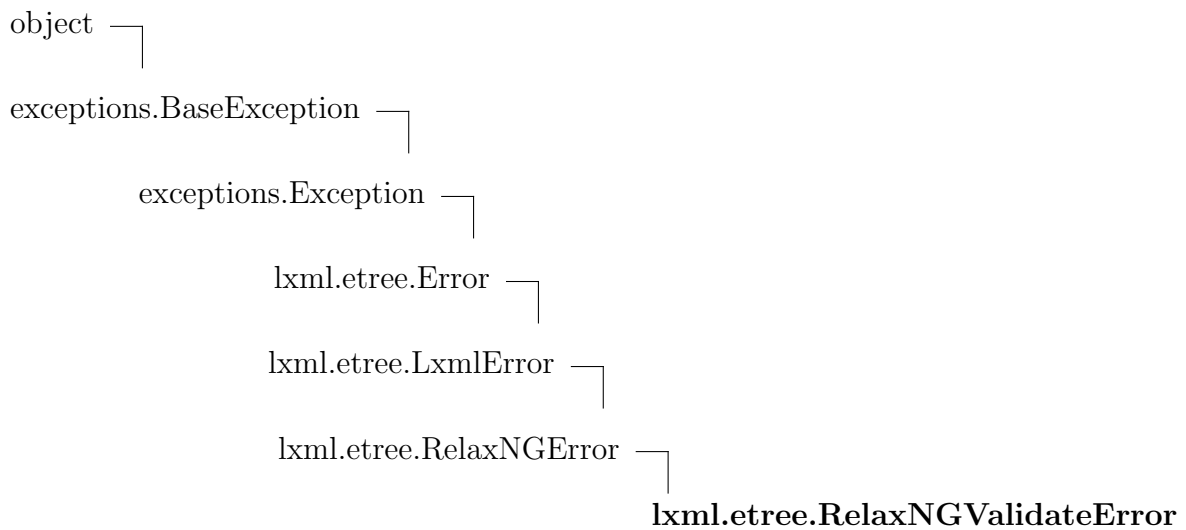 object
exceptions.BaseException
exceptions.Exception
lxml.etree.Error
lxml.etree.LxmlError
lxml.etree.RelaxNGError
lxml.etree.RelaxNGValidateError